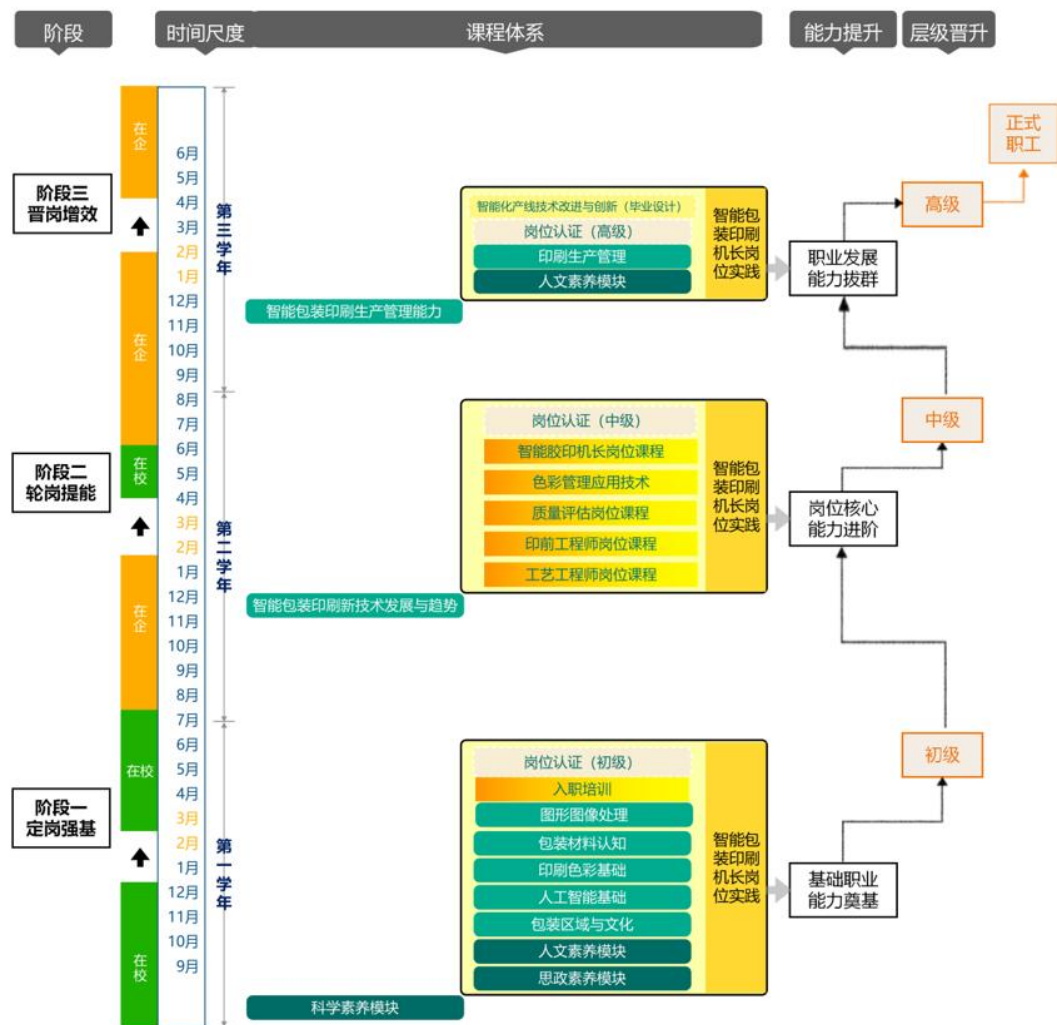 阶段
时间尺度
课程体系
能力提升
层级晋升
在企
6月
5月
4月
3月
2月
1月
12月
11月
10月
9月
8月
7月
6月
5月
4月
3月
2月
1月
12月
11月
10月
9月
8月
7月
6月
5月
4月
3月
2月
1月
12月
11月
10月
9月
在企
在校
在企
在校
在校
阶段三
晋岗增效
阶段二
轮岗提能
阶段一
定岗强基
第三学年
第二学年
第一学年
智能化产线技术改进与创新（毕业设计）
岗位认证（高级）
印刷生产管理
人文素养模块
智能包
装印刷
机长岗
位实践
智能包装印刷生产管理能力
职业发展
能力拔群
高级
正式
职工
岗位认证（中级）
智能胶印机长岗位课程
色彩管理应用技术
质量评估岗位课程
印前工程师岗位课程
工艺工程师岗位课程
智能包
装印刷
机长岗
位实践
智能包装印刷新技术发展与趋势
岗位核心
能力进阶
中级
岗位认证（初级）
入职培训
图形图像处理
包装材料认知
印刷色彩基础
人工智能基础
包装区域与文化
人文素养模块
思政素养模块
智能包
装印刷
机长岗
位实践
科学素养模块
基础职业
能力奠基
初级